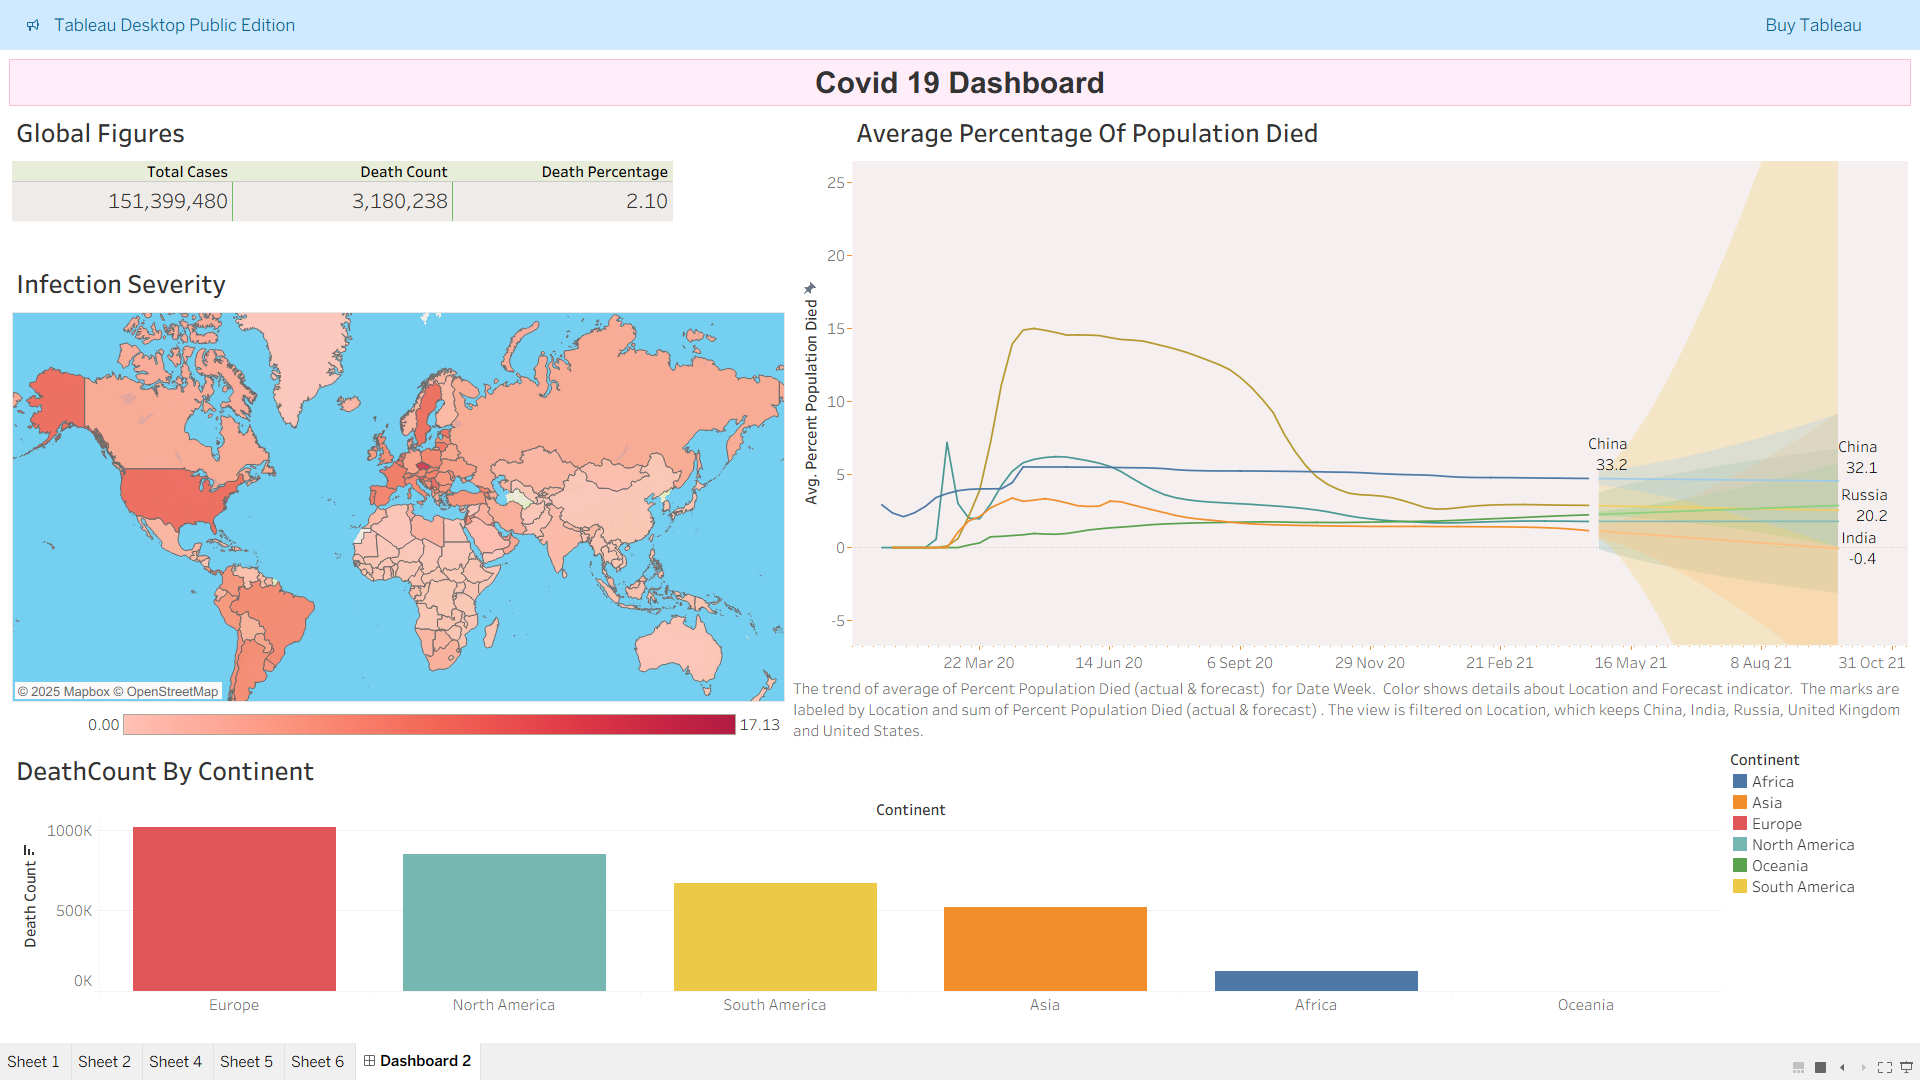 Tableau Desktop Public Edition
Buy Tableau
Covid 19 Dashboard
Global Figures
Total Cases Death Count Death Percentage
151,399,480 3,180,238 2.10
Infection Severity
© 2025 Mapbox © OpenStreetMap
0.00 17.13
Average Percentage Of Population Died
Avg. Percent Population Died
25
20
15
10
5
0
-5
China
33.2
China
32.1
Russia
20.2
India
-0.4
22 Mar 20 14 Jun 20 6 Sept 20 29 Nov 20 21 Feb 21 16 May 21 8 Aug 21 31 Oct 21
The trend of average of Percent Population Died (actual & forecast) for Date Week. Color shows details about Location and Forecast indicator. The marks are
labeled by Location and sum of Percent Population Died (actual & forecast) . The view is filtered on Location, which keeps China, India, Russia, United Kingdom
and United States.
DeathCount By Continent
Continent
Death Count
1000K
500K
0K
Europe North America South America Asia Africa Oceania
Continent
Africa
Asia
Europe
North America
Oceania
South America
Sheet 1 Sheet 2 Sheet 4 Sheet 5 Sheet 6 Dashboard 2